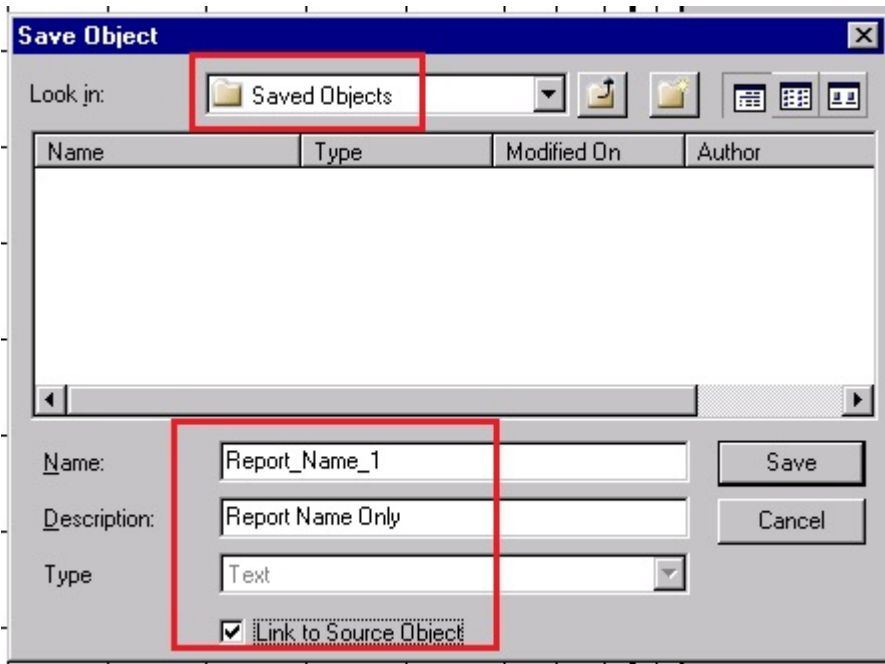 Save Object
Look in: Saved Objects
Name Type Modified On Author
Name: Report_Name_1 Save
Description: Report Name Only Cancel
Type Text
Link to Source Object